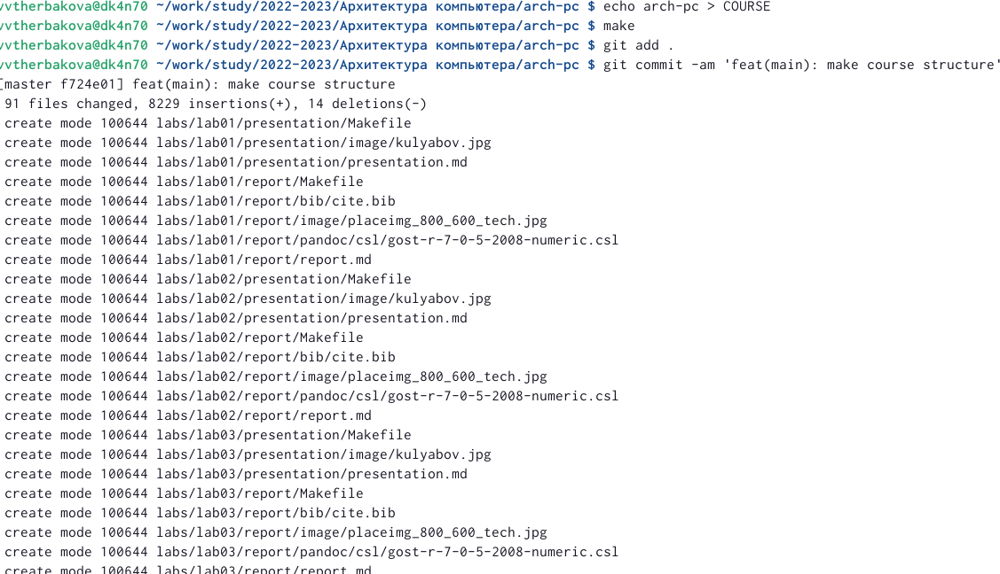 vvtherbakova@dk4n70 ~/work/study/2022-2023/Архитектура компьютера/arch-pc $ echo arch-pc > COURSE
vvtherbakova@dk4n70 ~/work/study/2022-2023/Архитектура компьютера/arch-pc $ make
vvtherbakova@dk4n70 ~/work/study/2022-2023/Архитектура компьютера/arch-pc $ git add .
vvtherbakova@dk4n70 ~/work/study/2022-2023/Архитектура компьютера/arch-pc $ git commit -am 'feat(main): make course structure'
[master f724e01] feat(main): make course structure
 91 files changed, 8229 insertions(+), 14 deletions(-)
 create mode 100644 labs/lab01/presentation/Makefile
 create mode 100644 labs/lab01/presentation/image/kulyabov.jpg
 create mode 100644 labs/lab01/presentation/presentation.md
 create mode 100644 labs/lab01/report/Makefile
 create mode 100644 labs/lab01/report/bib/cite.bib
 create mode 100644 labs/lab01/report/image/placeimg_800_600_tech.jpg
 create mode 100644 labs/lab01/report/pandoc/csl/gost-r-7-0-5-2008-numeric.csl
 create mode 100644 labs/lab01/report/report.md
 create mode 100644 labs/lab02/presentation/Makefile
 create mode 100644 labs/lab02/presentation/image/kulyabov.jpg
 create mode 100644 labs/lab02/presentation/presentation.md
 create mode 100644 labs/lab02/report/Makefile
 create mode 100644 labs/lab02/report/bib/cite.bib
 create mode 100644 labs/lab02/report/image/placeimg_800_600_tech.jpg
 create mode 100644 labs/lab02/report/pandoc/csl/gost-r-7-0-5-2008-numeric.csl
 create mode 100644 labs/lab02/report/report.md
 create mode 100644 labs/lab03/presentation/Makefile
 create mode 100644 labs/lab03/presentation/image/kulyabov.jpg
 create mode 100644 labs/lab03/presentation/presentation.md
 create mode 100644 labs/lab03/report/Makefile
 create mode 100644 labs/lab03/report/bib/cite.bib
 create mode 100644 labs/lab03/report/image/placeimg_800_600_tech.jpg
 create mode 100644 labs/lab03/report/pandoc/csl/gost-r-7-0-5-2008-numeric.csl
 create mode 100644 labs/lab03/report/report.md